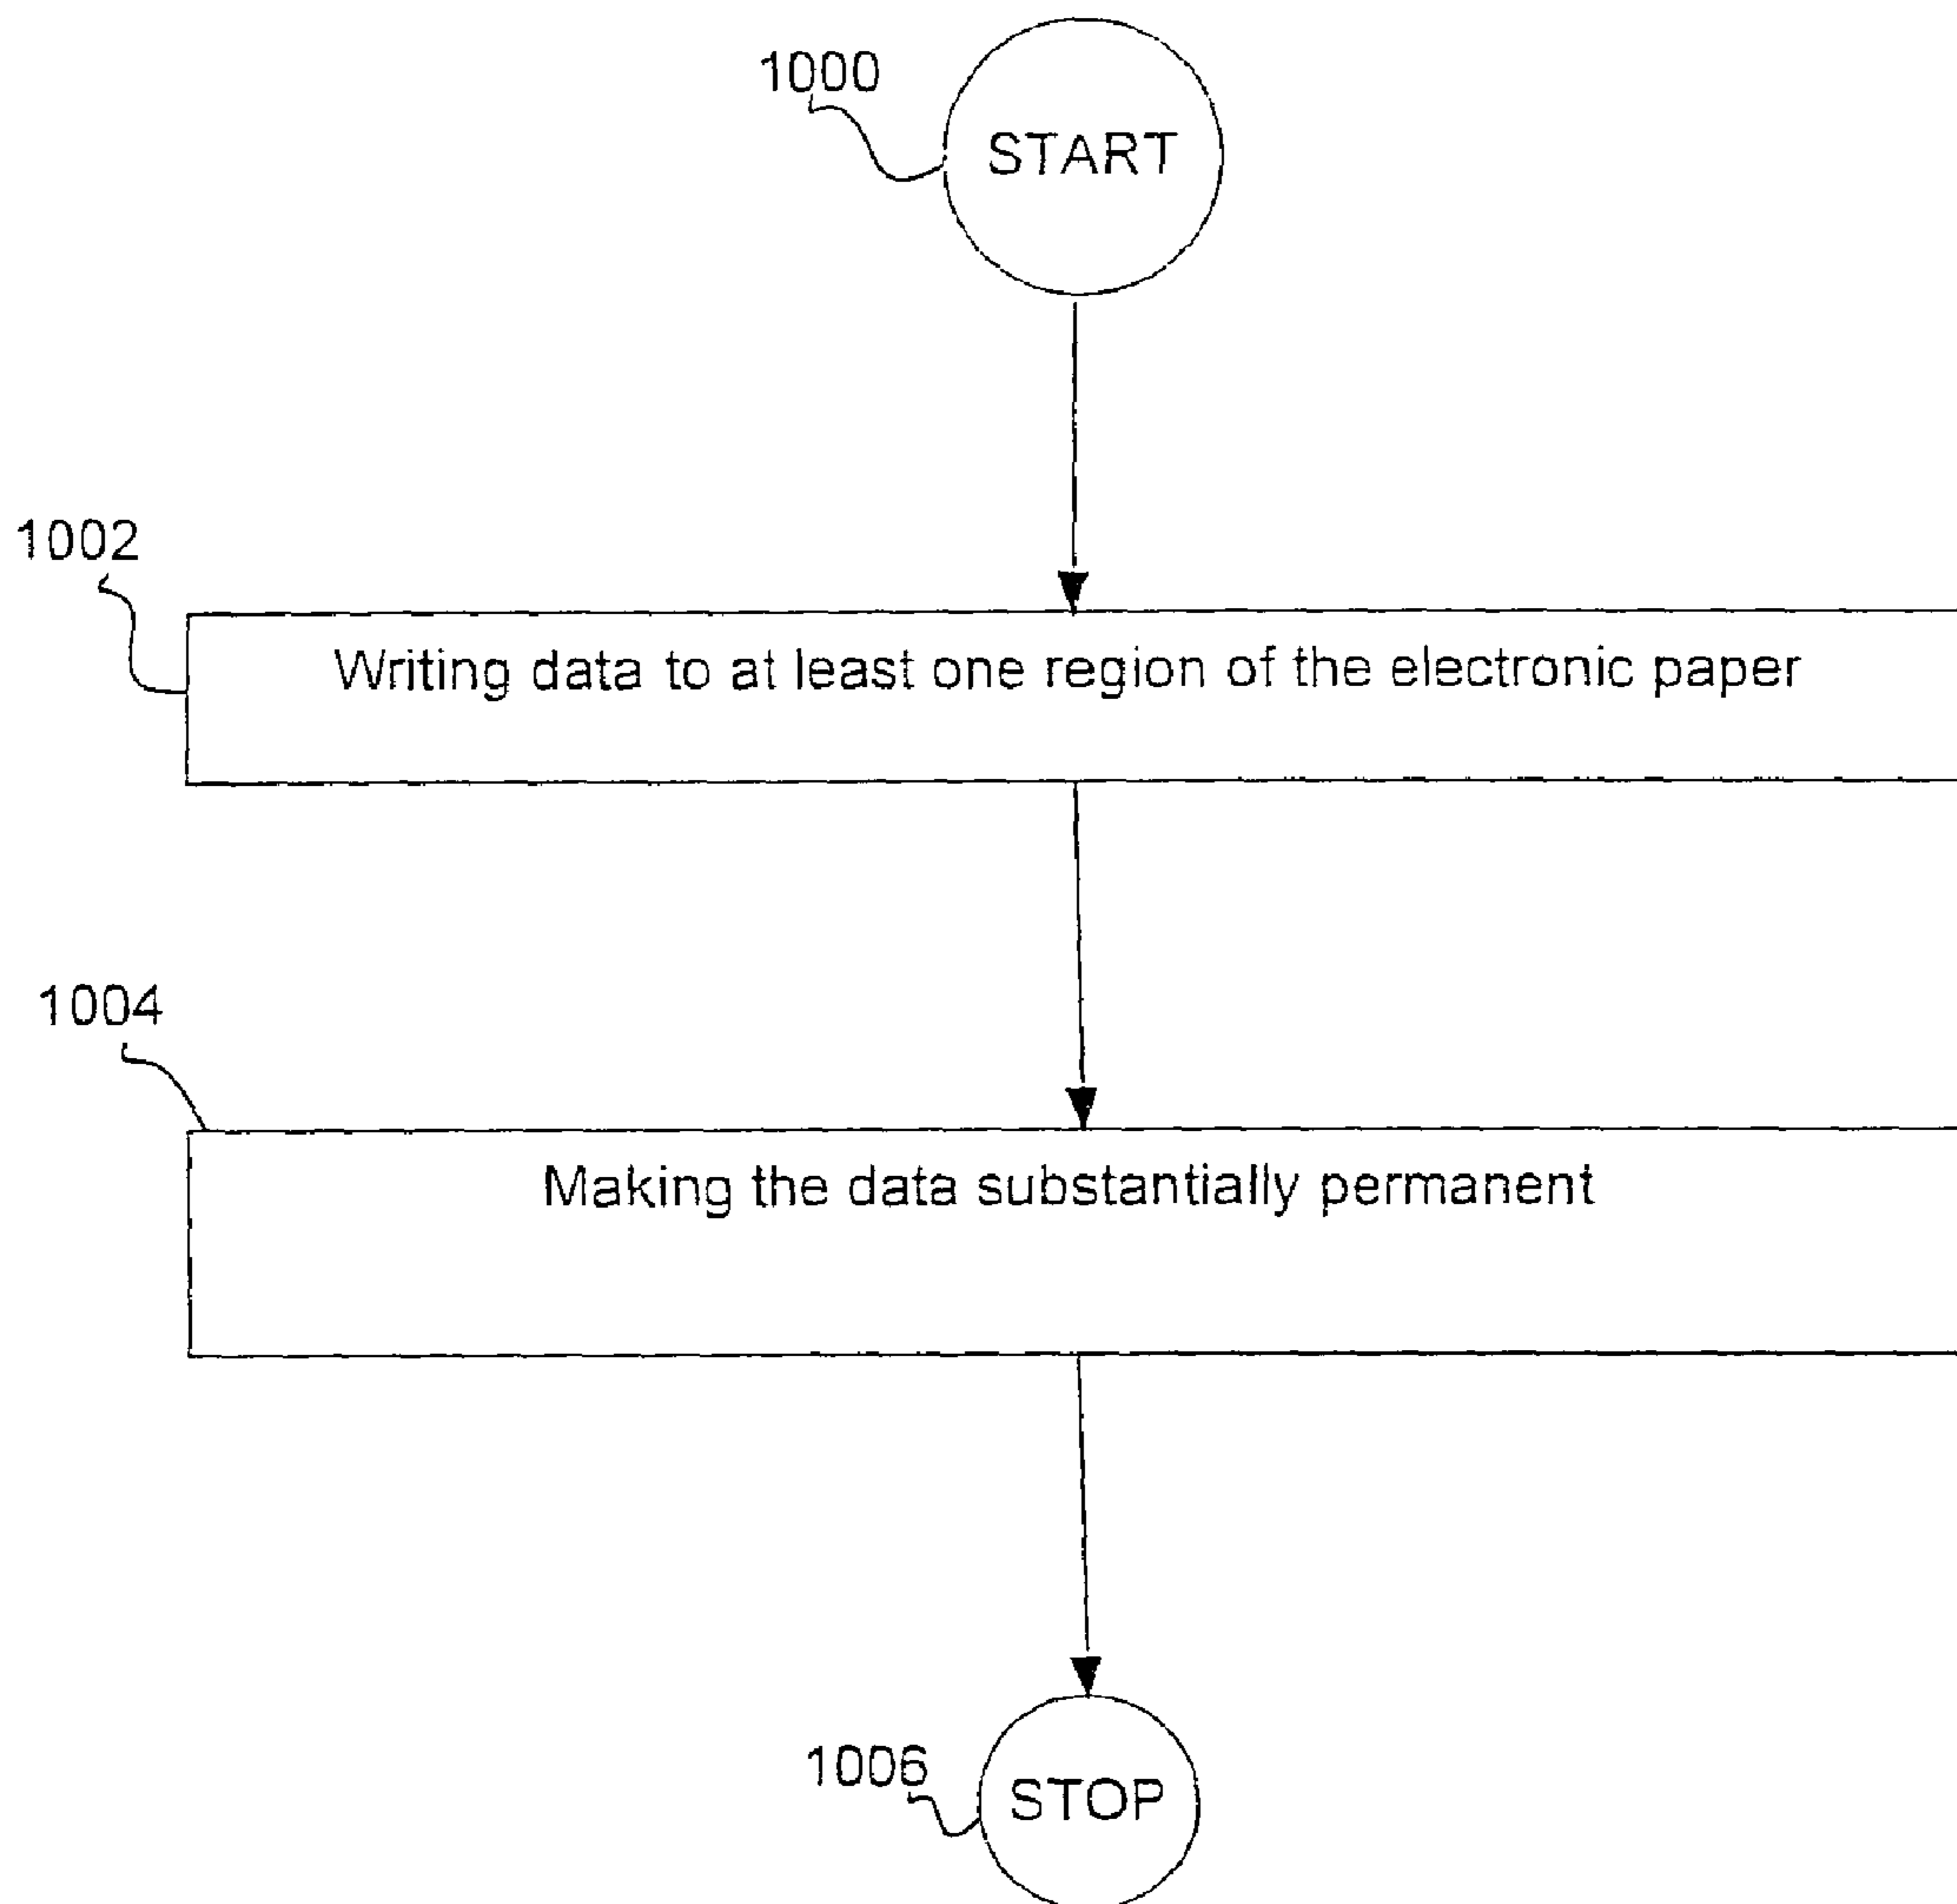 1000
START
1002
Writing data to at least one region of the electronic paper
1004
Making the data substantially permanent
1006
STOP